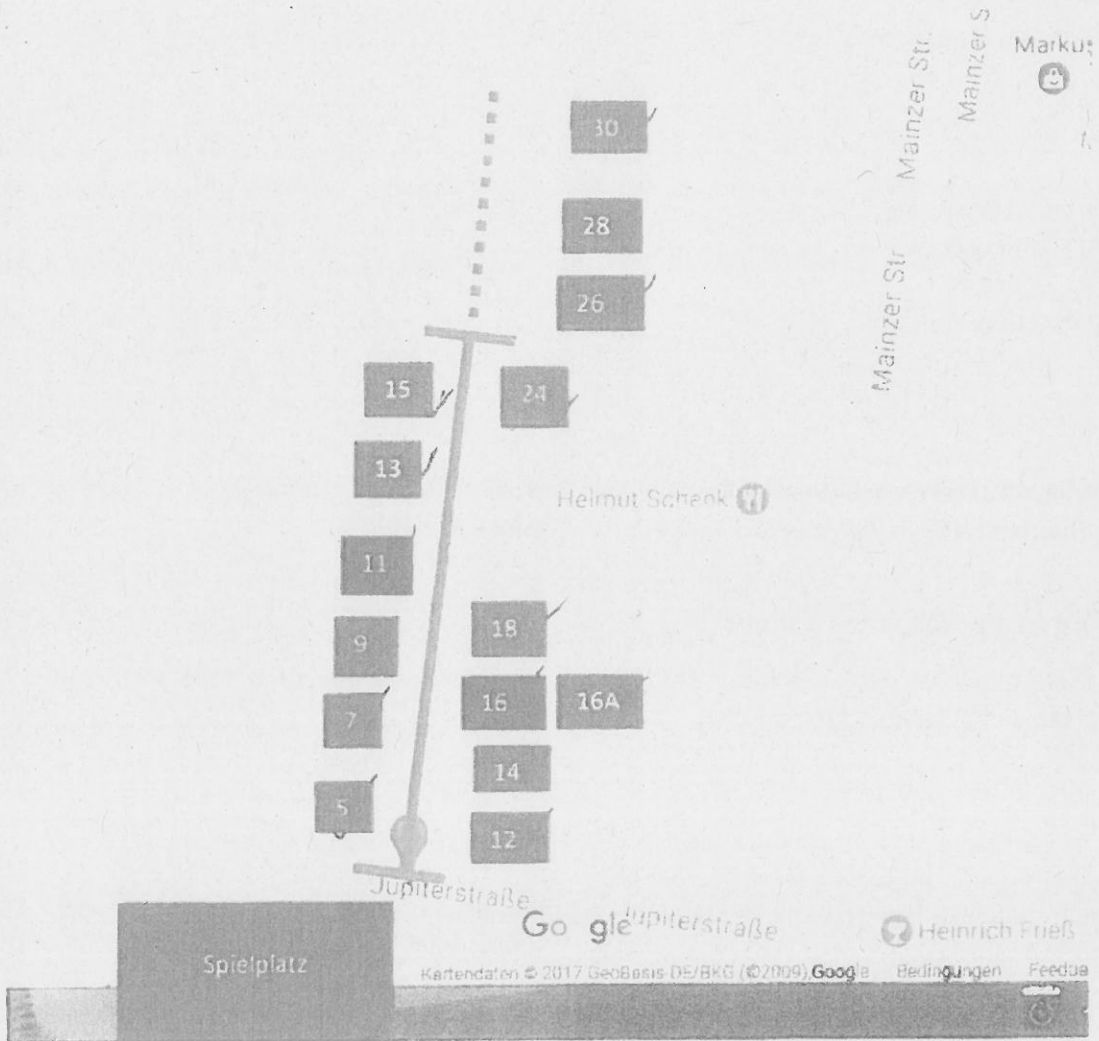 Mainzer Str.
Mainzer S
Markus
30
28
26
Mainzer Str
15
24
13
Helmut Schenk
11
18
9
16
16A
7
14
5
12
Jupiterstraße
Google
Jupiterstraße
Heinrich Frieß
Spielplatz
Kartendaten © 2017 GeoBasis-DE/BKG (©2009), Google
Bedingungen
Feedba